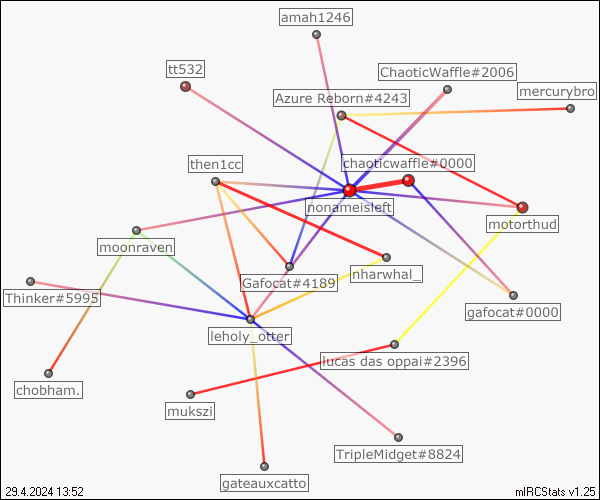 amah1246
tt532
ChaoticWaffle#2006
mercurybro
Azure Reborn#4243
then1cc
chaoticwaffle#0000
nonameisleft
motorthud
moonraven
nharwhal_
Gafocat#4189
Thinker#5995
gafocat#0000
leholy_otter
lucas das oppai#2396
chobham.
mukszi
TripleMidget#8824
gateauxcatto
29.4.2024 13:52
mIRCStats v1.25